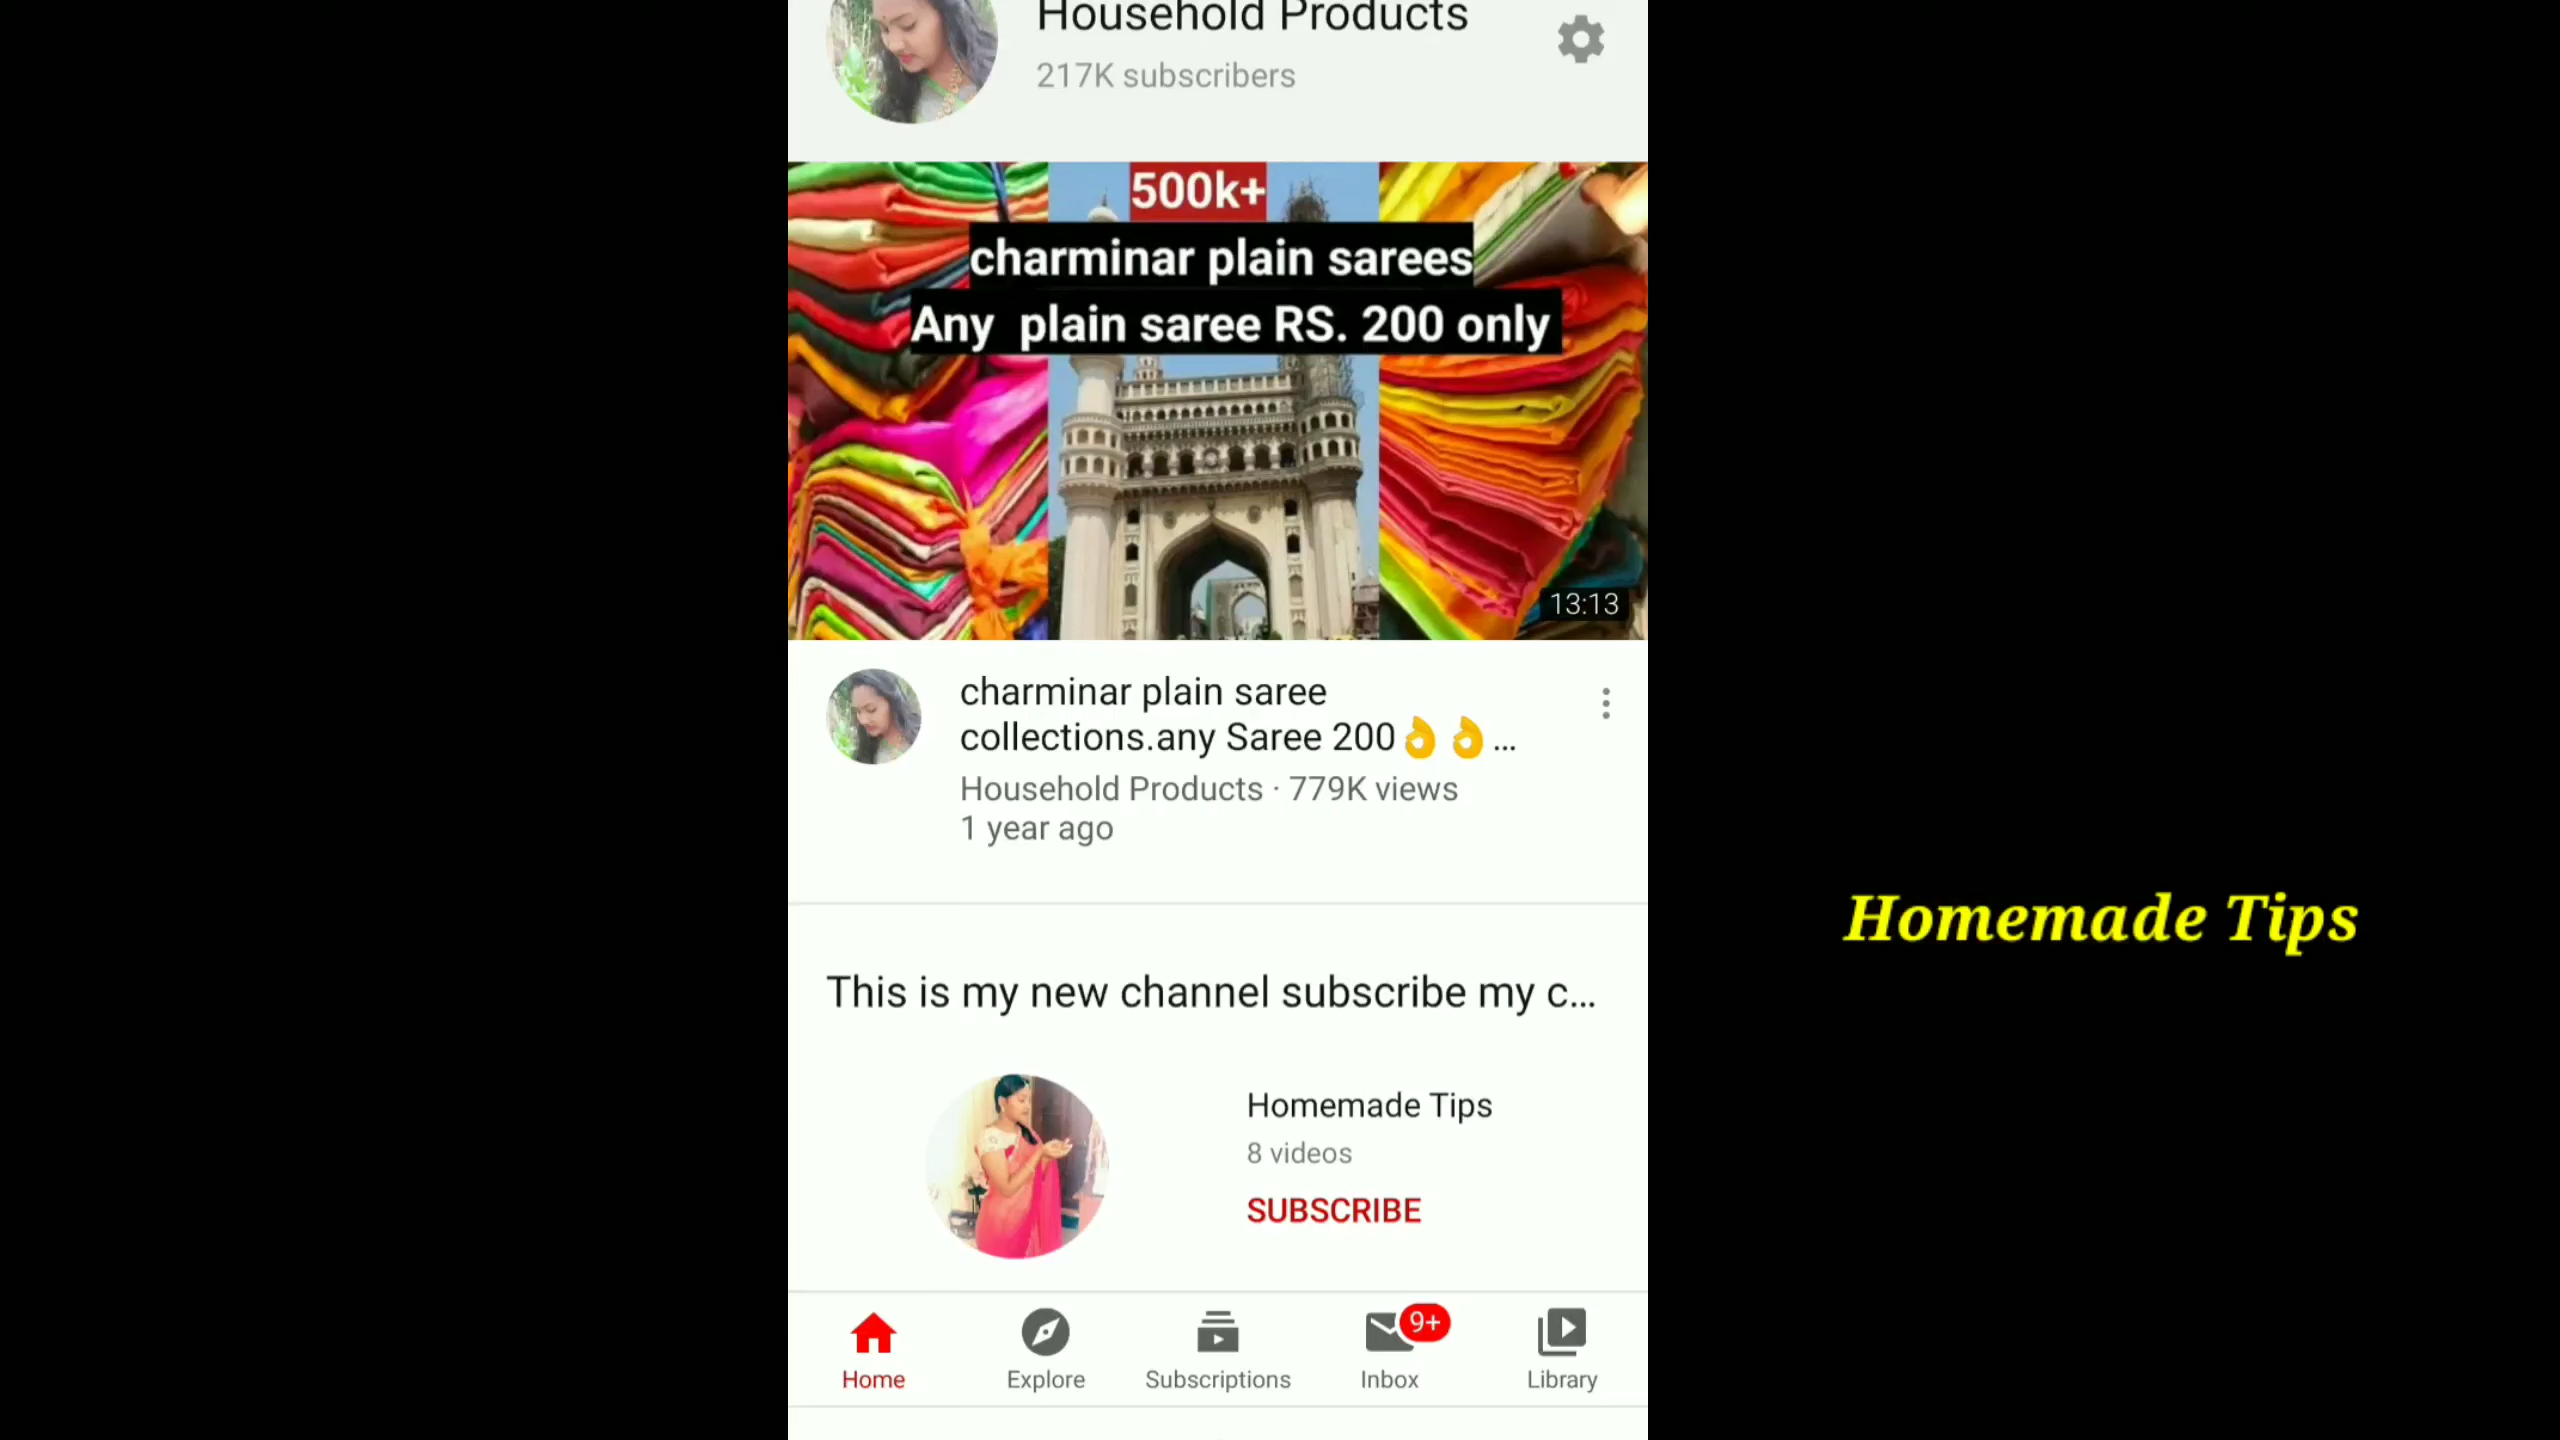 Household Products
217K subscribers
500k+
charminar plain sarees
Any plain saree RS. 200 only
13:13
charminar plain saree
collections.any Saree 200👌👌...
Household Products · 779K views
1 year ago
This is my new channel subscribe my c...
Homemade Tips
8 videos
SUBSCRIBE
Homemade Tips
9+
Home
Explore
Subscriptions
Inbox
Library